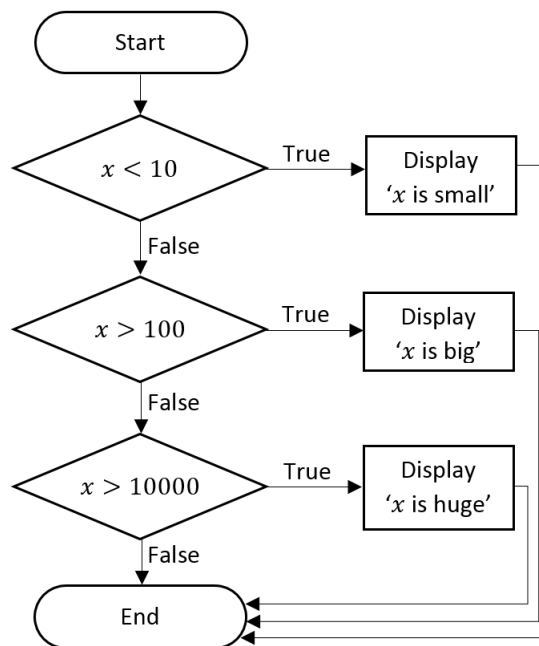 Start
𝑥 < 10
True
Display
‘𝑥 is small’
False
𝑥 > 100
True
Display
‘𝑥 is big’
False
𝑥 > 10000
True
Display
‘𝑥 is huge’
False
End